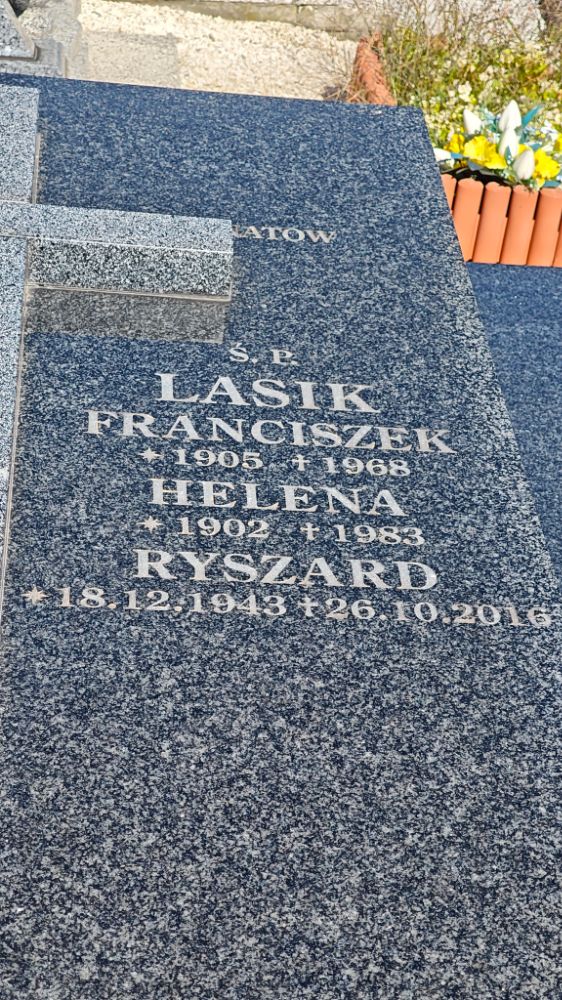 Ś. P.
LASIK
FRANCISZEK
* 1905 † 1968
HELENA
* 1902 † 1983
RYSZARD
* 18.12.1943 † 26.10.2016